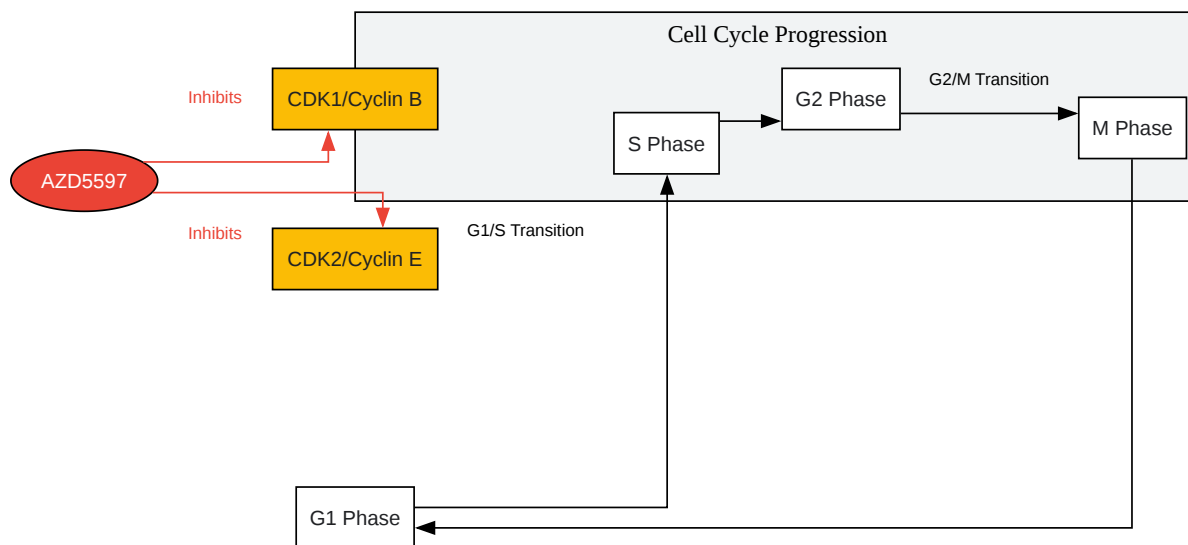 Cell Cycle Progression
G2/M Transition
Inhibits
CDK1/Cyclin B
G2 Phase
M Phase
S Phase
AZD5597
Inhibits
G1/S Transition
CDK2/Cyclin E
G1 Phase